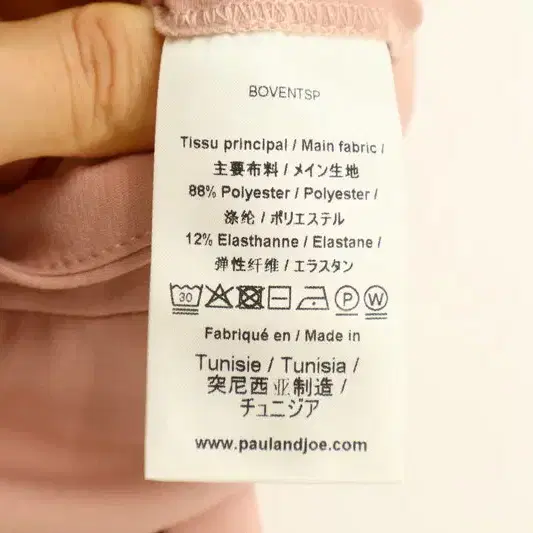 BOVENTSP
Tissu principal / Main fabric /
主要布料 / メイン生地
88% Polyester / Polyester /
涤纶 / ポリエステル
12% Elasthanne / Elastane /
弹性纤维 / エラスタン
30 P W
Fabriqué en / Made in
Tunisie / Tunisia /
突尼西亚制造 /
チュニジア
www.paulandjoe.com